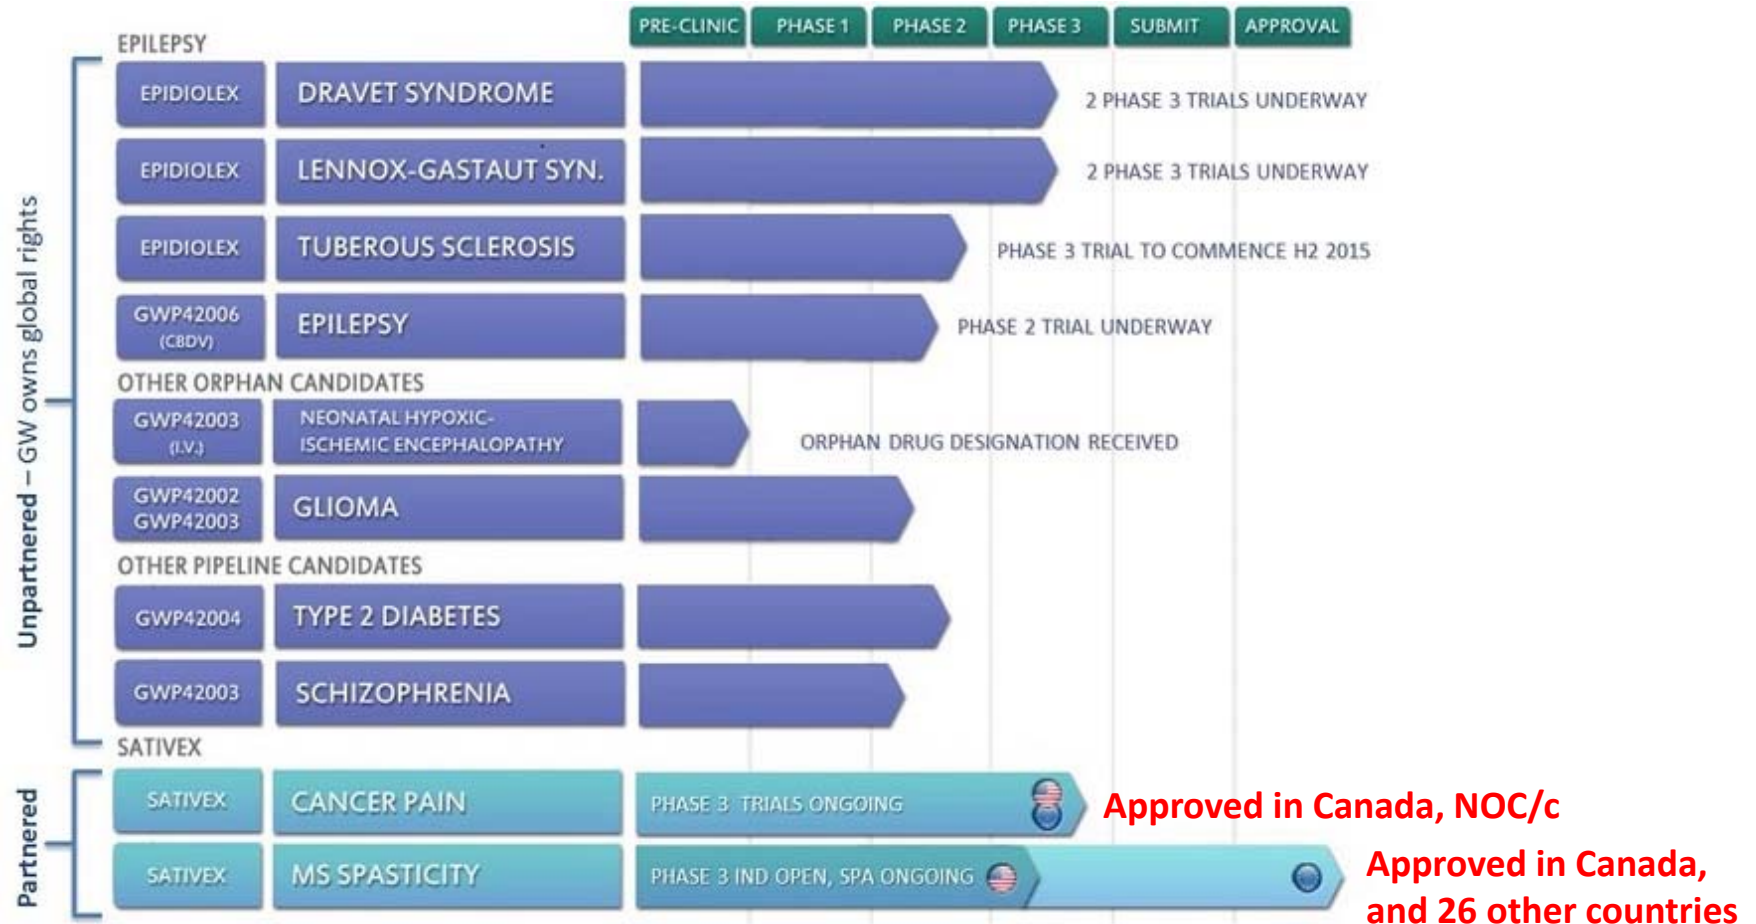 PRE-CLINIC PHASE 1 PHASE 2 PHASE 3 SUBMIT APPROVAL
EPILEPSY
EPIDIOLEX DRAVET SYNDROME 2 PHASE 3 TRIALS UNDERWAY
EPIDIOLEX LENNOX-GASTAUT SYN. 2 PHASE 3 TRIALS UNDERWAY
EPIDIOLEX TUBEROUS SCLEROSIS PHASE 3 TRIAL TO COMMENCE H2 2015
GWP42006
(CBDV)
EPILEPSY PHASE 2 TRIAL UNDERWAY
OTHER ORPHAN CANDIDATES
GWP42003
(I.V.)
NEONATAL HYPOXIC-
ISCHEMIC ENCEPHALOPATHY
ORPHAN DRUG DESIGNATION RECEIVED
GWP42002
GWP42003
GLIOMA
OTHER PIPELINE CANDIDATES
GWP42004 TYPE 2 DIABETES
GWP42003 SCHIZOPHRENIA
Unpartnered – GW owns global rights
SATIVEX
SATIVEX CANCER PAIN PHASE 3 TRIALS ONGOING Approved in Canada, NOC/c
SATIVEX MS SPASTICITY PHASE 3 IND OPEN, SPA ONGOING Approved in Canada,
and 26 other countries
Partnered